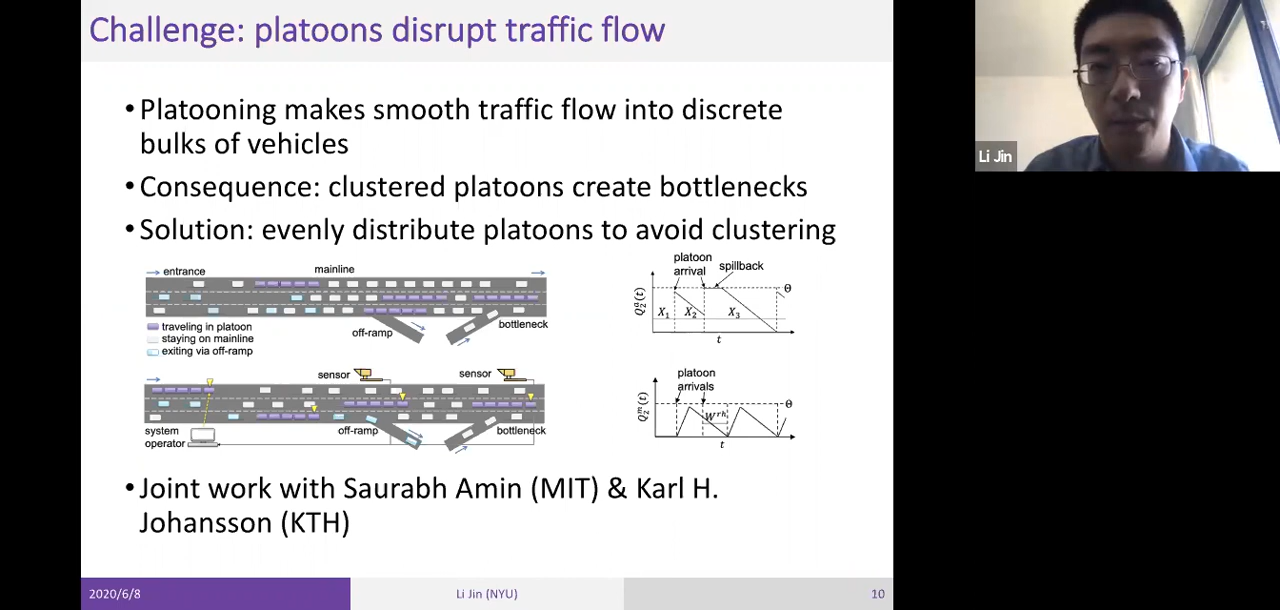 Challenge: platoons disrupt traffic flow
• Platooning makes smooth traffic flow into discrete
bulks of vehicles
• Consequence: clustered platoons create bottlenecks
• Solution: evenly distribute platoons to avoid clustering
entrance
mainline
traveling in platoon
staying on mainline
exiting via off-ramp
off-ramp
bottleneck
sensor
sensor
system
operator
off-ramp
bottleneck
platoon
arrival
spillback
Q₂^q(t)
θ
X₁
X₂
X₃
t
platoon
arrivals
Q₂^m(t)
θ
W^rh
t
• Joint work with Saurabh Amin (MIT) & Karl H.
Johansson (KTH)
2020/6/8
Li Jin (NYU)
10
Li Jin